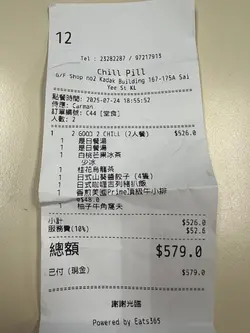 12
Tel : 23282287 / 97217913
Chill Pill
G/F Shop no2 Kadak Building 167-175A Sai
Yee St KL
點餐時間: 2025-07-24 18:55:52
侍應: Carman
訂單編號: C44 [堂食]
人數: 2
1 2 GOOD 2 CHILL (2人餐) $526.0
1 是日餐湯
1 是日餐湯
1 白桃芒果冰茶
少冰
1 桂花烏龍茶
1 日式山葵醬餃子 (4隻)
1 日式咖喱吉列豬扒飯
1 香煎美國Prime頂級牛小排
+$48.0
1 柚子牛角窩夫
小計 $526.0
服務費(10%) $52.6
總額 $579.0
已付 (現金) $579.0
謝謝光臨
Powered by Eats365